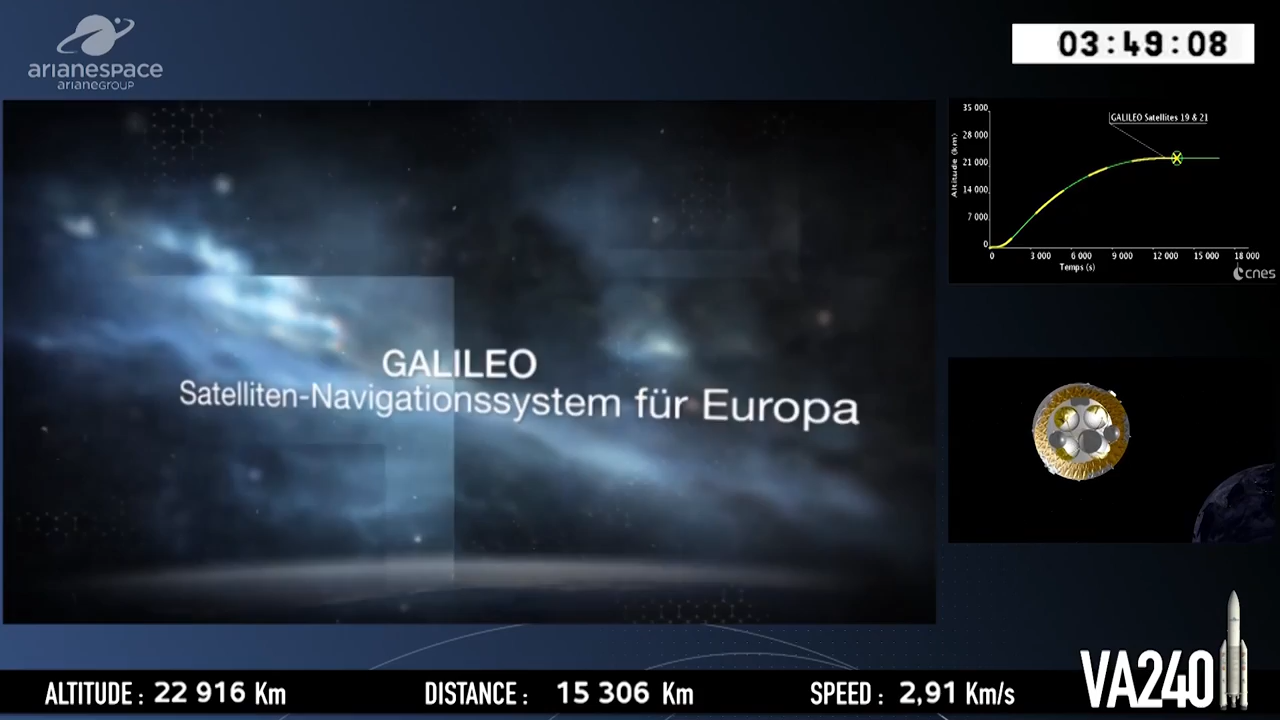 arianespace
arianeGROUP
03:49:08
35 000
28 000
21 000
14 000
7 000
0
Altitude (km)
GALILEO Satellites 19 & 21
0 3 000 6 000 9 000 12 000 15 000 18 000
Temps (s)
cnes
GALILEO
Satelliten-Navigationssystem für Europa
ALTITUDE : 22 916 Km
DISTANCE : 15 306 Km
SPEED : 2,91 Km/s
VA240